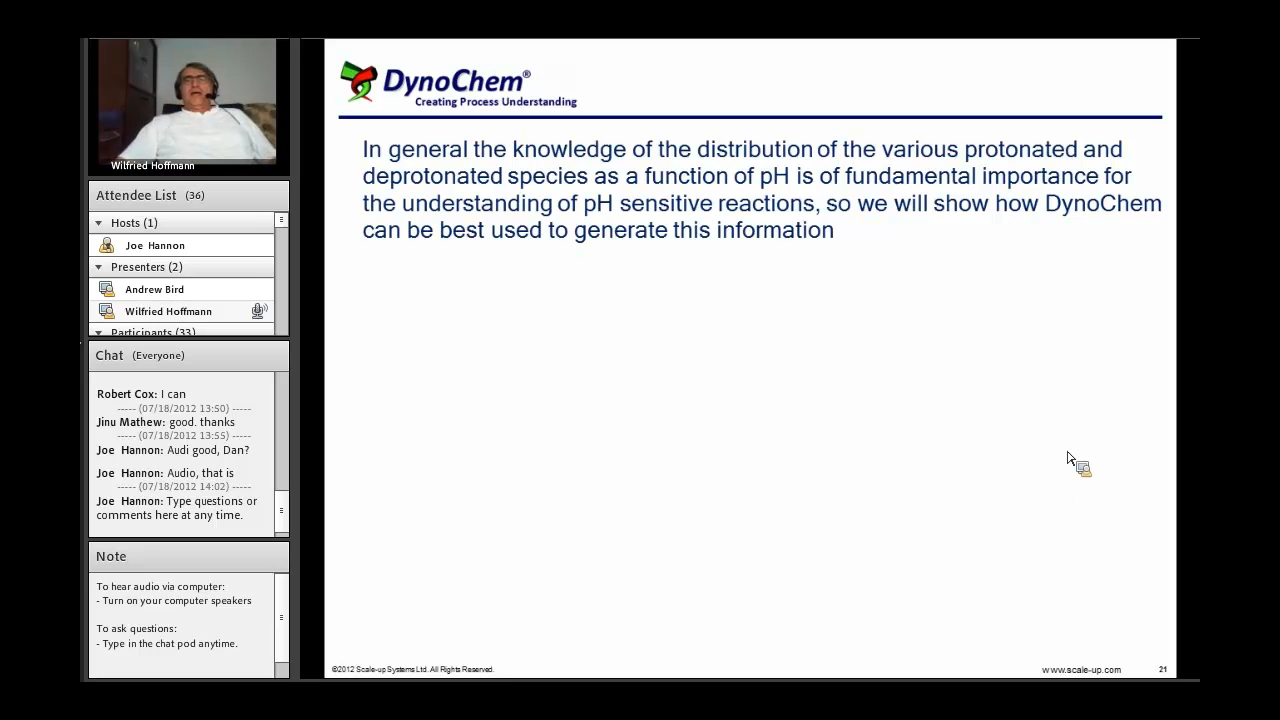 Wilfried Hoffmann
Attendee List (36)
Hosts (1)
Joe Hannon
Presenters (2)
Andrew Bird
Wilfried Hoffmann
Participants (33)
Chat (Everyone)
Robert Cox: I can
----- (07/18/2012 13:50) -----
Jinu Mathew: good. thanks
----- (07/18/2012 13:55) -----
Joe Hannon: Audi good, Dan?
Joe Hannon: Audio, that is
----- (07/18/2012 14:02) -----
Joe Hannon: Type questions or
comments here at any time.
Note
To hear audio via computer:
- Turn on your computer speakers
To ask questions:
- Type in the chat pod anytime.
DynoChem®
Creating Process Understanding
In general the knowledge of the distribution of the various protonated and
deprotonated species as a function of pH is of fundamental importance for
the understanding of pH sensitive reactions, so we will show how DynoChem
can be best used to generate this information
©2012 Scale-up Systems Ltd. All Rights Reserved.
www.scale-up.com
21